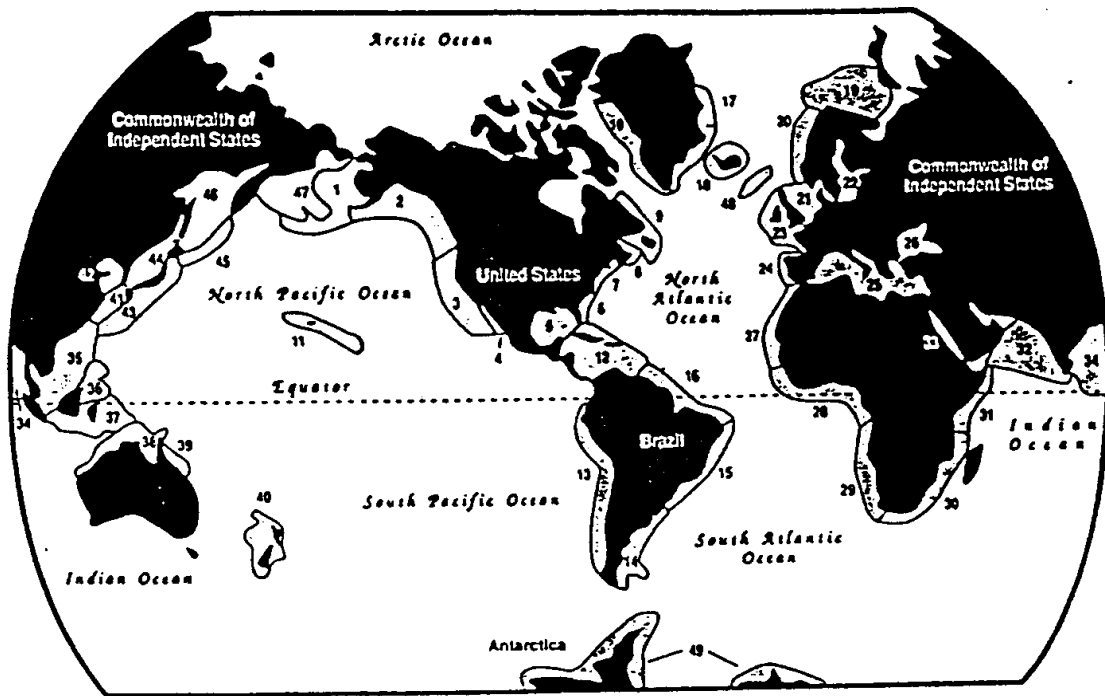 Arctic Ocean
17
19
Commonwealth of
Independent States
20
18
Commonwealth of
Independent States
46
47
1
2
9
48
21
22
23
44
45
42
8
26
41
43
United States
7
24
North Pacific Ocean
North
Atlantic
Ocean
25
3
6
5
11
4
27
33
32
35
12
34
36
Equator
16
28
34
37
31
Indian
Ocean
38
39
Brazil
13
15
29
30
40
South Pacific Ocean
South Atlantic
Ocean
14
Indian Ocean
Antarctica
49